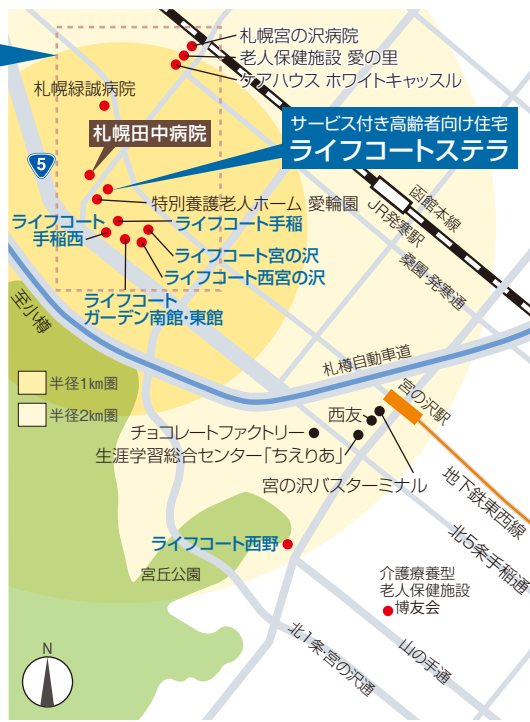 札幌宮の沢病院
老人保健施設 愛の里
ケアハウス ホワイトキャッスル
札幌緑誠病院
札幌田中病院
サービス付き高齢者向け住宅
ライフコートステラ
5
特別養護老人ホーム 愛輪園
ライフコート
手稲西
ライフコート手稲
ライフコート宮の沢
ライフコート西宮の沢
ライフコート
ガーデン南館・東館
函館本線
JR発寒駅
桑園・発寒通
至小樽
札樽自動車道
半径1km圏
半径2km圏
宮の沢駅
西友
チョコレートファクトリー
生涯学習総合センター「ちえりあ」
宮の沢バスターミナル
地下鉄東西線
北5条手稲通
ライフコート西野
宮丘公園
介護療養型
老人保健施設
博友会
山の手通
北1条・宮の沢通
N